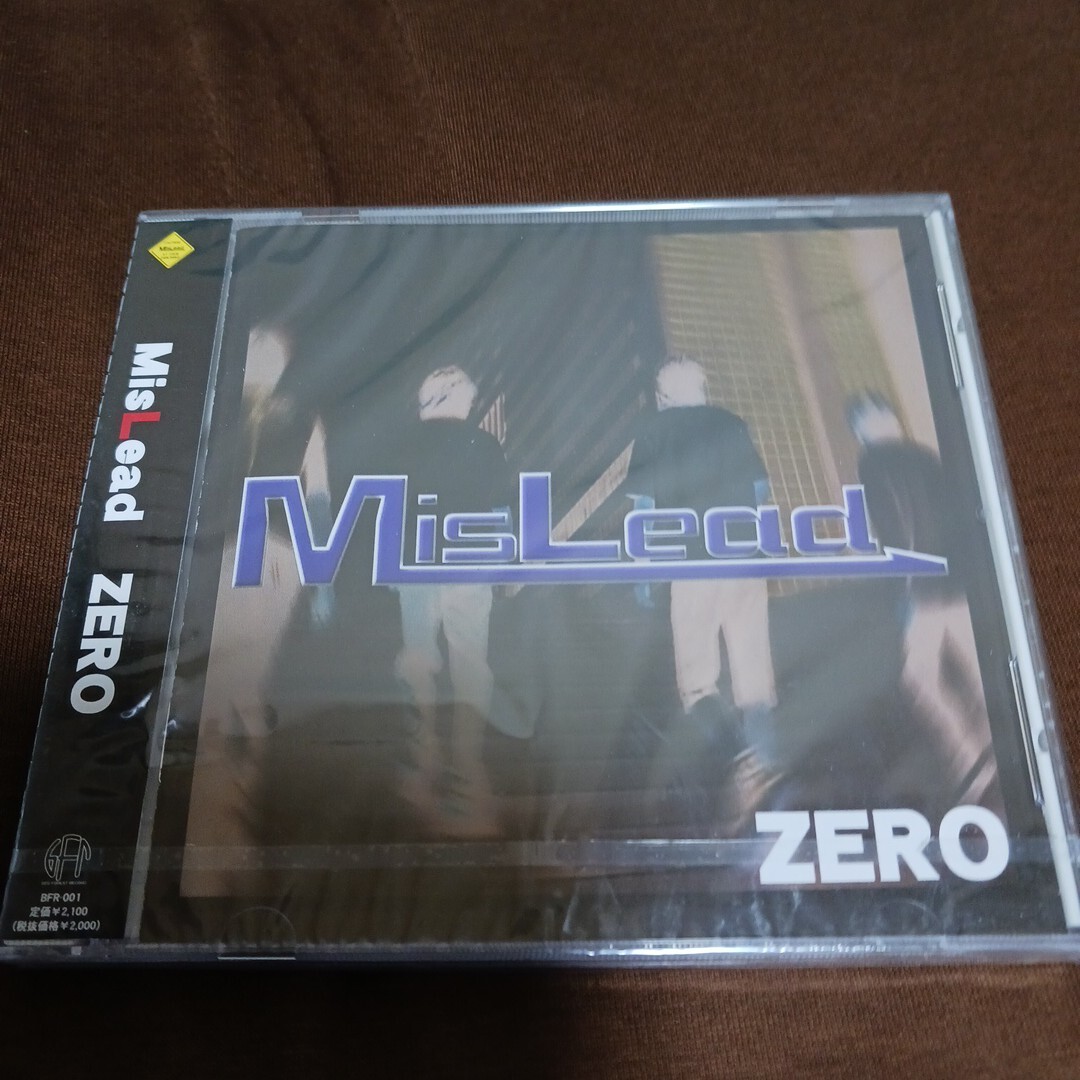 MisLead ZERO
BFR-001
定価¥2,100
(税抜価格¥2,000)
MisLead
ZERO